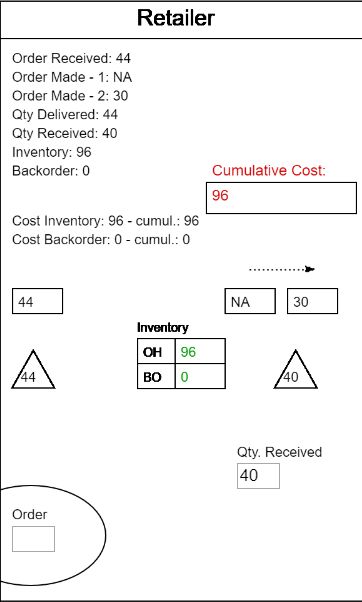 Retailer
Order Received: 44
Order Made - 1: NA
Order Made - 2: 30
Qty Delivered: 44
Qty Received: 40
Inventory: 96
Backorder: 0
Cumulative Cost:
96
Cost Inventory: 96 - cumul.: 96
Cost Backorder: 0 - cumul.: 0
44
NA
30
Inventory
OH 96
BO 0
44
40
Qty. Received
40
Order